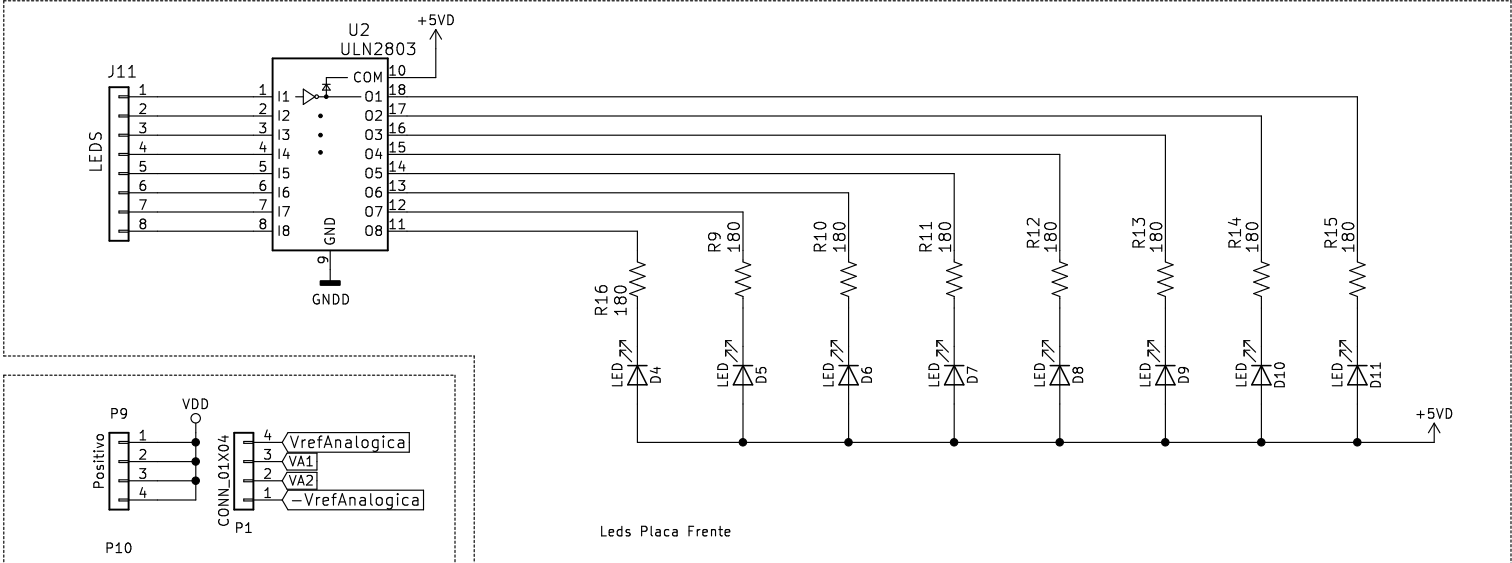 +5VD
U2
ULN2803
J11
LEDS
1 1 I1 COM 10
2 2 I2 O1 18
3 3 I3 O2 17
4 4 I4 O3 16
5 5 I5 O4 15
6 6 I6 O5 14
7 7 I7 O6 13
8 8 I8 O7 12
O8 11
GND
9
GNDD
R16 180
R9 180
R10 180
R11 180
R12 180
R13 180
R14 180
R15 180
LED D4
LED D5
LED D6
LED D7
LED D8
LED D9
LED D10
LED D11
+5VD
P9
VDD
Positivo
1
2
3
4
CONN_01X04
4 VrefAnalogica
3 VA1
2 VA2
1 -VrefAnalogica
P1
P10
Leds Placa Frente